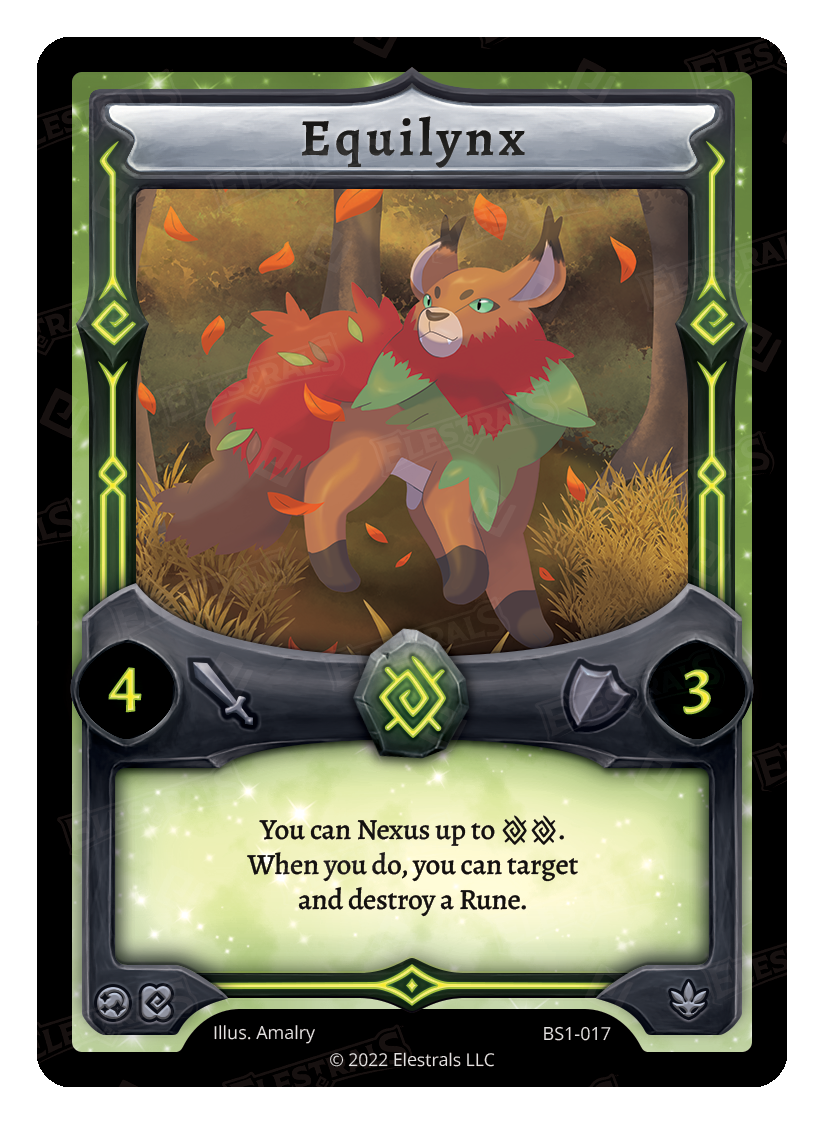 Equilynx
4
3
You can Nexus up to .
When you do, you can target
and destroy a Rune.
Illus. Amalry
BS1-017
© 2022 Elestrals LLC
ELESTRALS